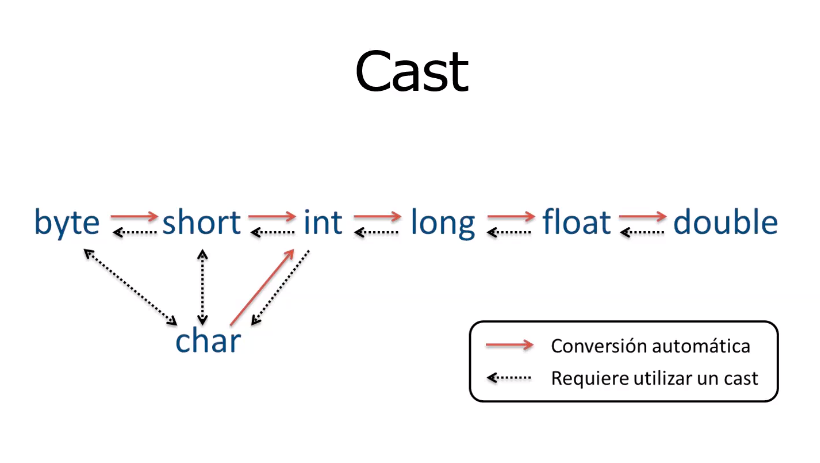 Cast
byte short int long float double
char
Conversión automática
Requiere utilizar un cast